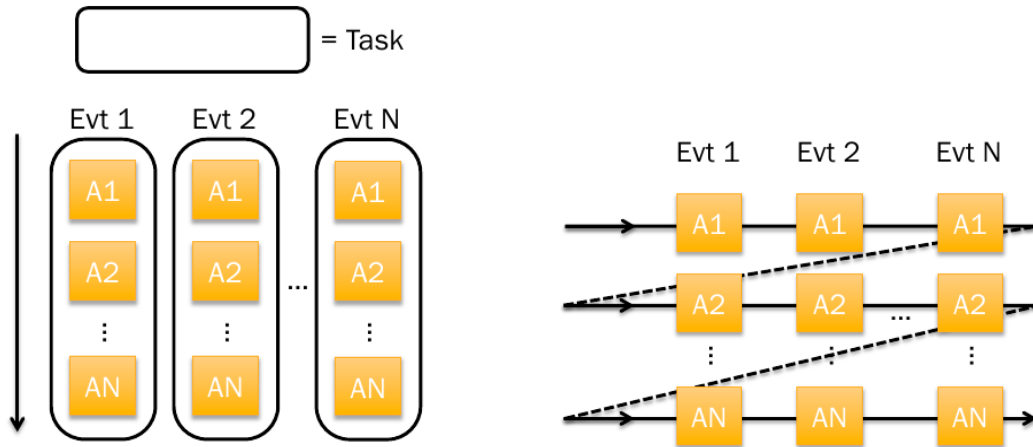 = Task
Evt 1 Evt 2 Evt N
A1 A1 A1
A2 A2 ... A2
⋮ ⋮ ⋮
AN AN AN
Evt 1 Evt 2 Evt N
A1 A1 A1
A2 A2 ... A2
⋮ ⋮ ⋮
AN AN AN